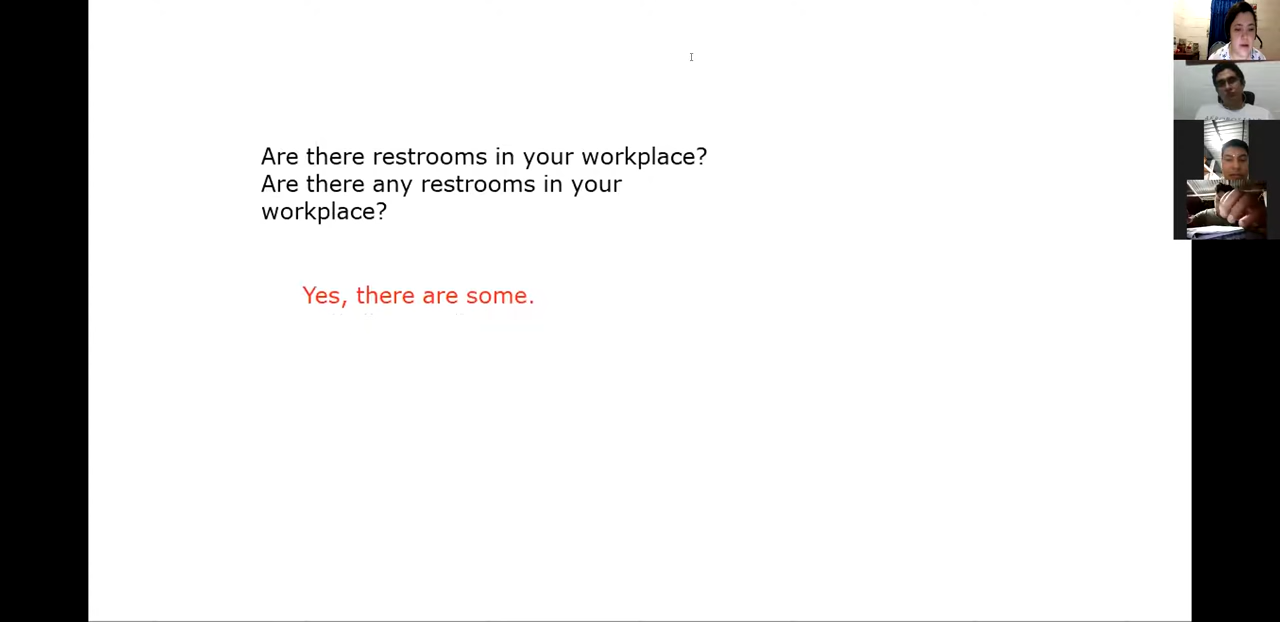 Are there restrooms in your workplace?
Are there any restrooms in your
workplace?
Yes, there are some.